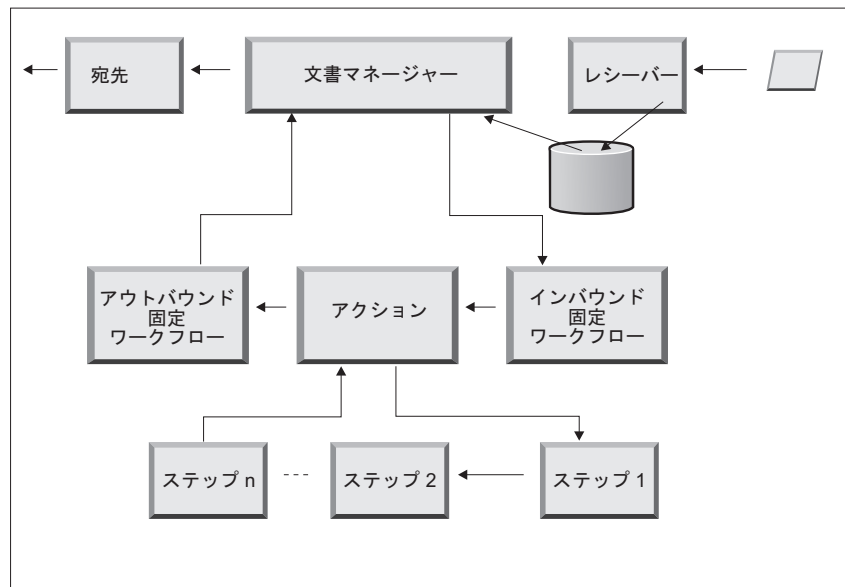 宛先
文書マネージャー
レシーバー
アウトバウンド
固定
ワークフロー
アクション
インバウンド
固定
ワークフロー
ステップ n
ステップ 2
ステップ 1